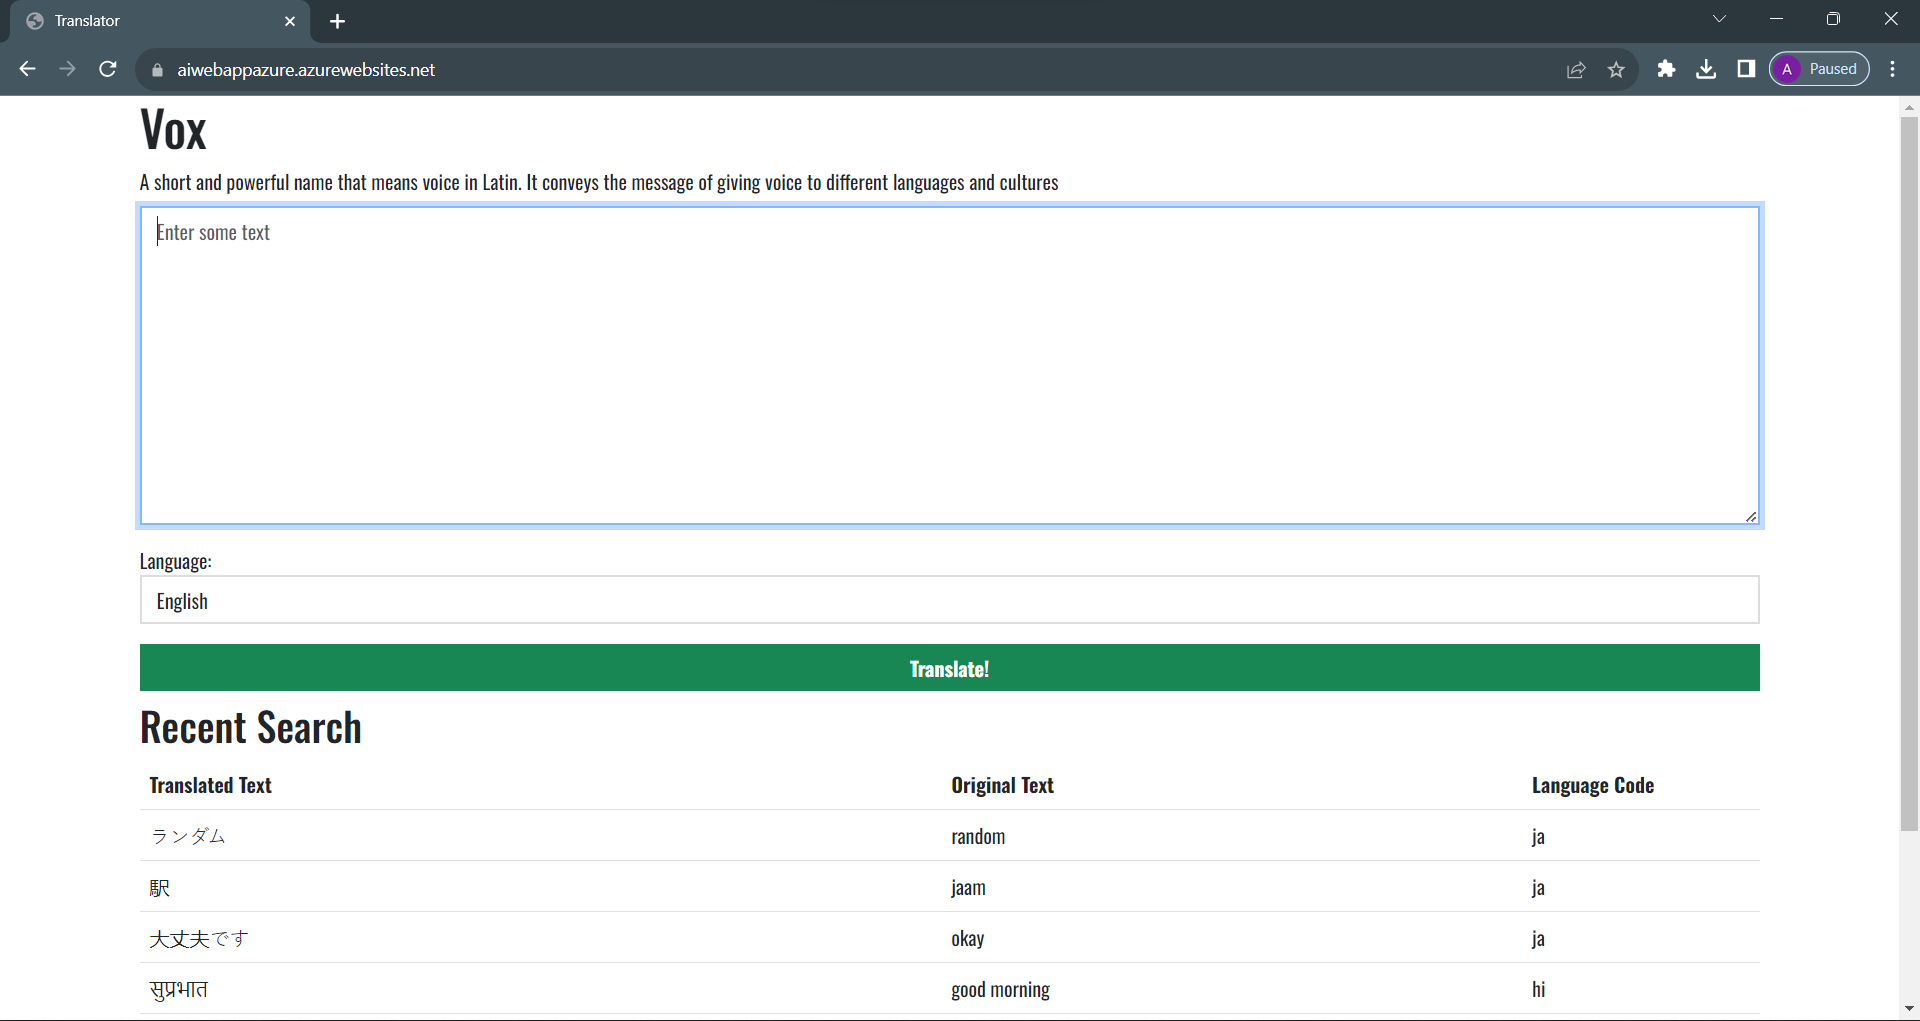 Translator
aiwebappazure.azurewebsites.net
A Paused
Vox
A short and powerful name that means voice in Latin. It conveys the message of giving voice to different languages and cultures
Enter some text
Language:
English
Translate!
Recent Search
Translated Text Original Text Language Code
ランダム random ja
駅 jaam ja
大丈夫です okay ja
सुप्रभात good morning hi